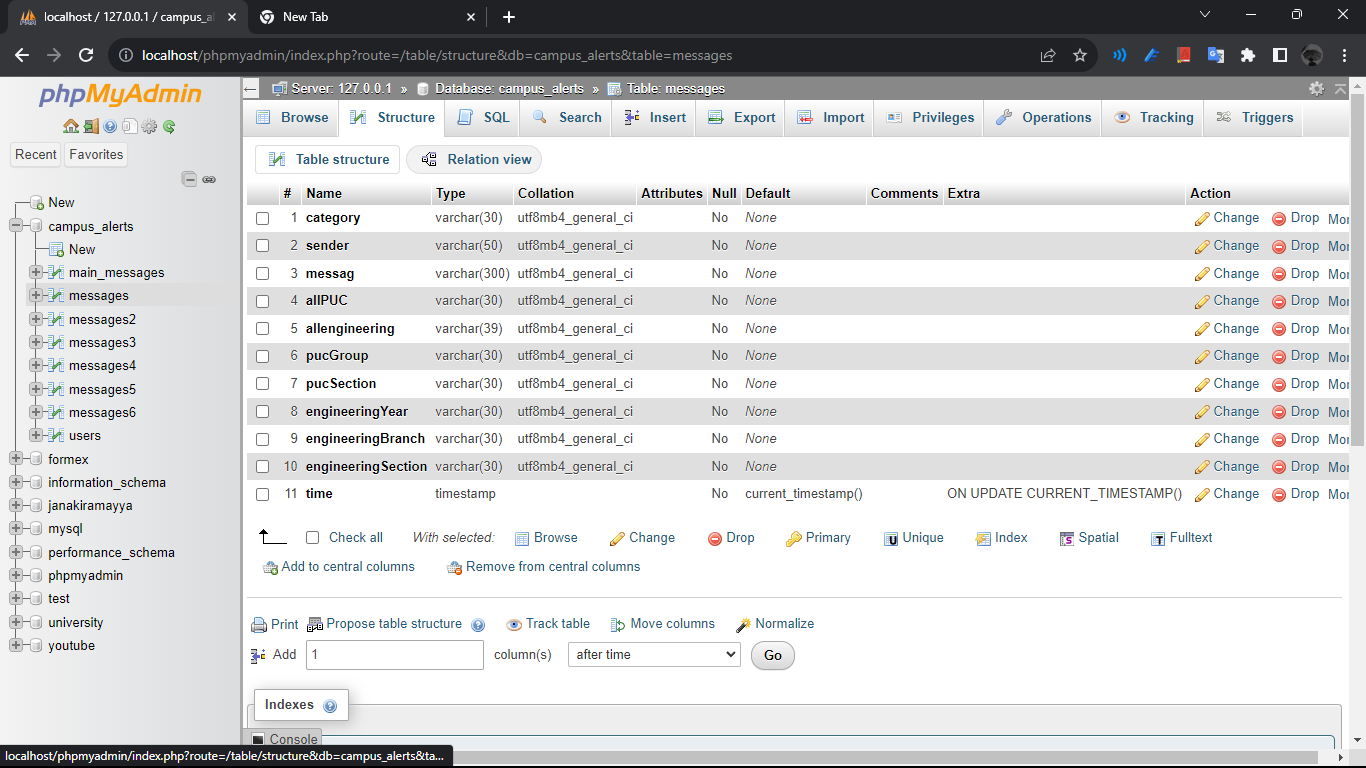 localhost / 127.0.0.1 / campus_al
New Tab
localhost/phpmyadmin/index.php?route=/table/structure&db=campus_alerts&table=messages
phpMyAdmin
Recent Favorites
New
campus_alerts
New
main_messages
messages
messages2
messages3
messages4
messages5
messages6
users
formex
information_schema
janakiramayya
mysql
performance_schema
phpmyadmin
test
university
youtube
Server: 127.0.0.1 » Database: campus_alerts » Table: messages
Browse Structure SQL Search Insert Export Import Privileges Operations Tracking Triggers
Table structure Relation view
# Name Type Collation Attributes Null Default Comments Extra Action
1 category varchar(30) utf8mb4_general_ci No None Change Drop Mor
2 sender varchar(50) utf8mb4_general_ci No None Change Drop Mor
3 messag varchar(300) utf8mb4_general_ci No None Change Drop Mor
4 allPUC varchar(30) utf8mb4_general_ci No None Change Drop Mor
5 allengineering varchar(39) utf8mb4_general_ci No None Change Drop Mor
6 pucGroup varchar(30) utf8mb4_general_ci No None Change Drop Mor
7 pucSection varchar(30) utf8mb4_general_ci No None Change Drop Mor
8 engineeringYear varchar(30) utf8mb4_general_ci No None Change Drop Mor
9 engineeringBranch varchar(30) utf8mb4_general_ci No None Change Drop Mor
10 engineeringSection varchar(30) utf8mb4_general_ci No None Change Drop Mor
11 time timestamp No current_timestamp() ON UPDATE CURRENT_TIMESTAMP() Change Drop Mor
Check all With selected: Browse Change Drop Primary Unique Index Spatial Fulltext
Add to central columns Remove from central columns
Print Propose table structure Track table Move columns Normalize
Add 1 column(s) after time Go
Indexes
Console
localhost/phpmyadmin/index.php?route=/table/structure&db=campus_alerts&ta...